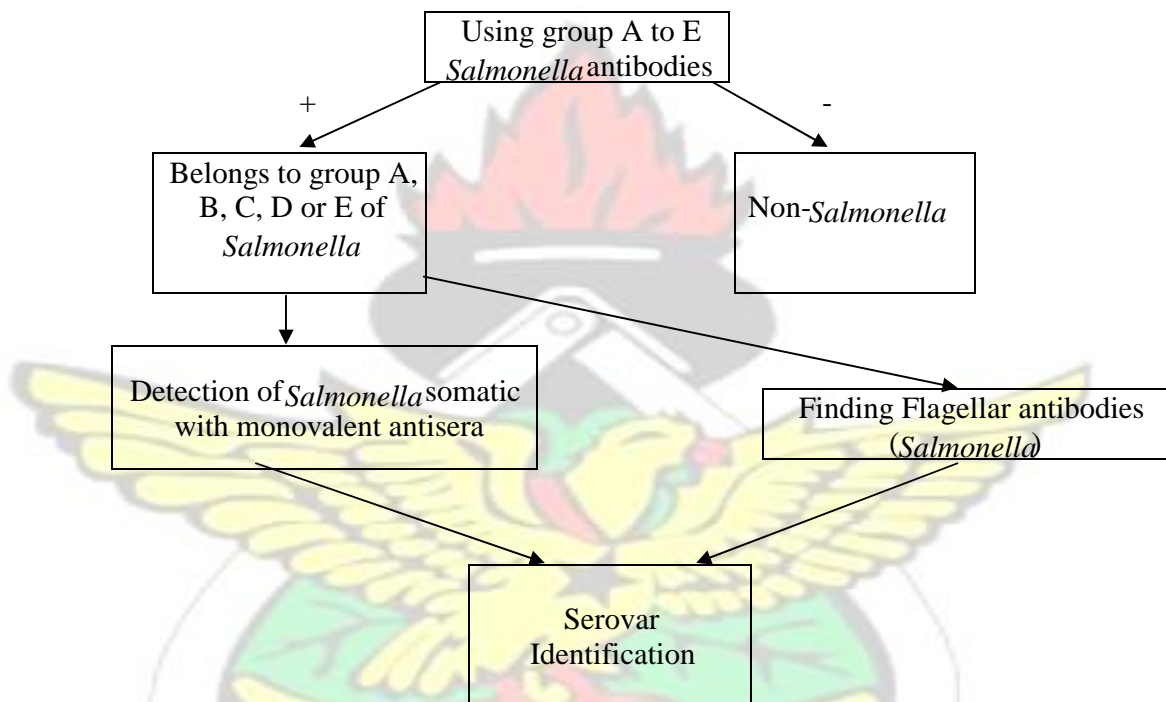 Using group A to E
Salmonella antibodies
+
-
Belongs to group A,
B, C, D or E of
Salmonella
Non-Salmonella
Detection of Salmonella somatic
with monovalent antisera
Finding Flagellar antibodies
(Salmonella)
Serovar
Identification